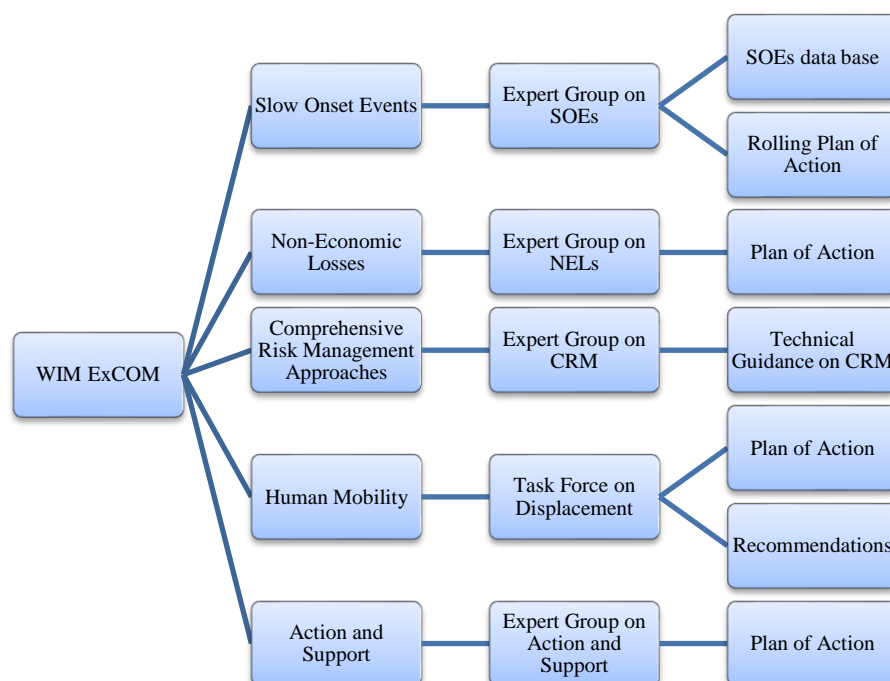 WIM ExCOM
Slow Onset Events
Expert Group on
SOEs
SOEs data base
Rolling Plan of
Action
Non-Economic
Losses
Expert Group on
NELs
Plan of Action
Comprehensive
Risk Management
Approaches
Expert Group on
CRM
Technical
Guidance on CRM
Human Mobility
Task Force on
Displacement
Plan of Action
Recommendations
Action and
Support
Expert Group on
Action and
Support
Plan of Action